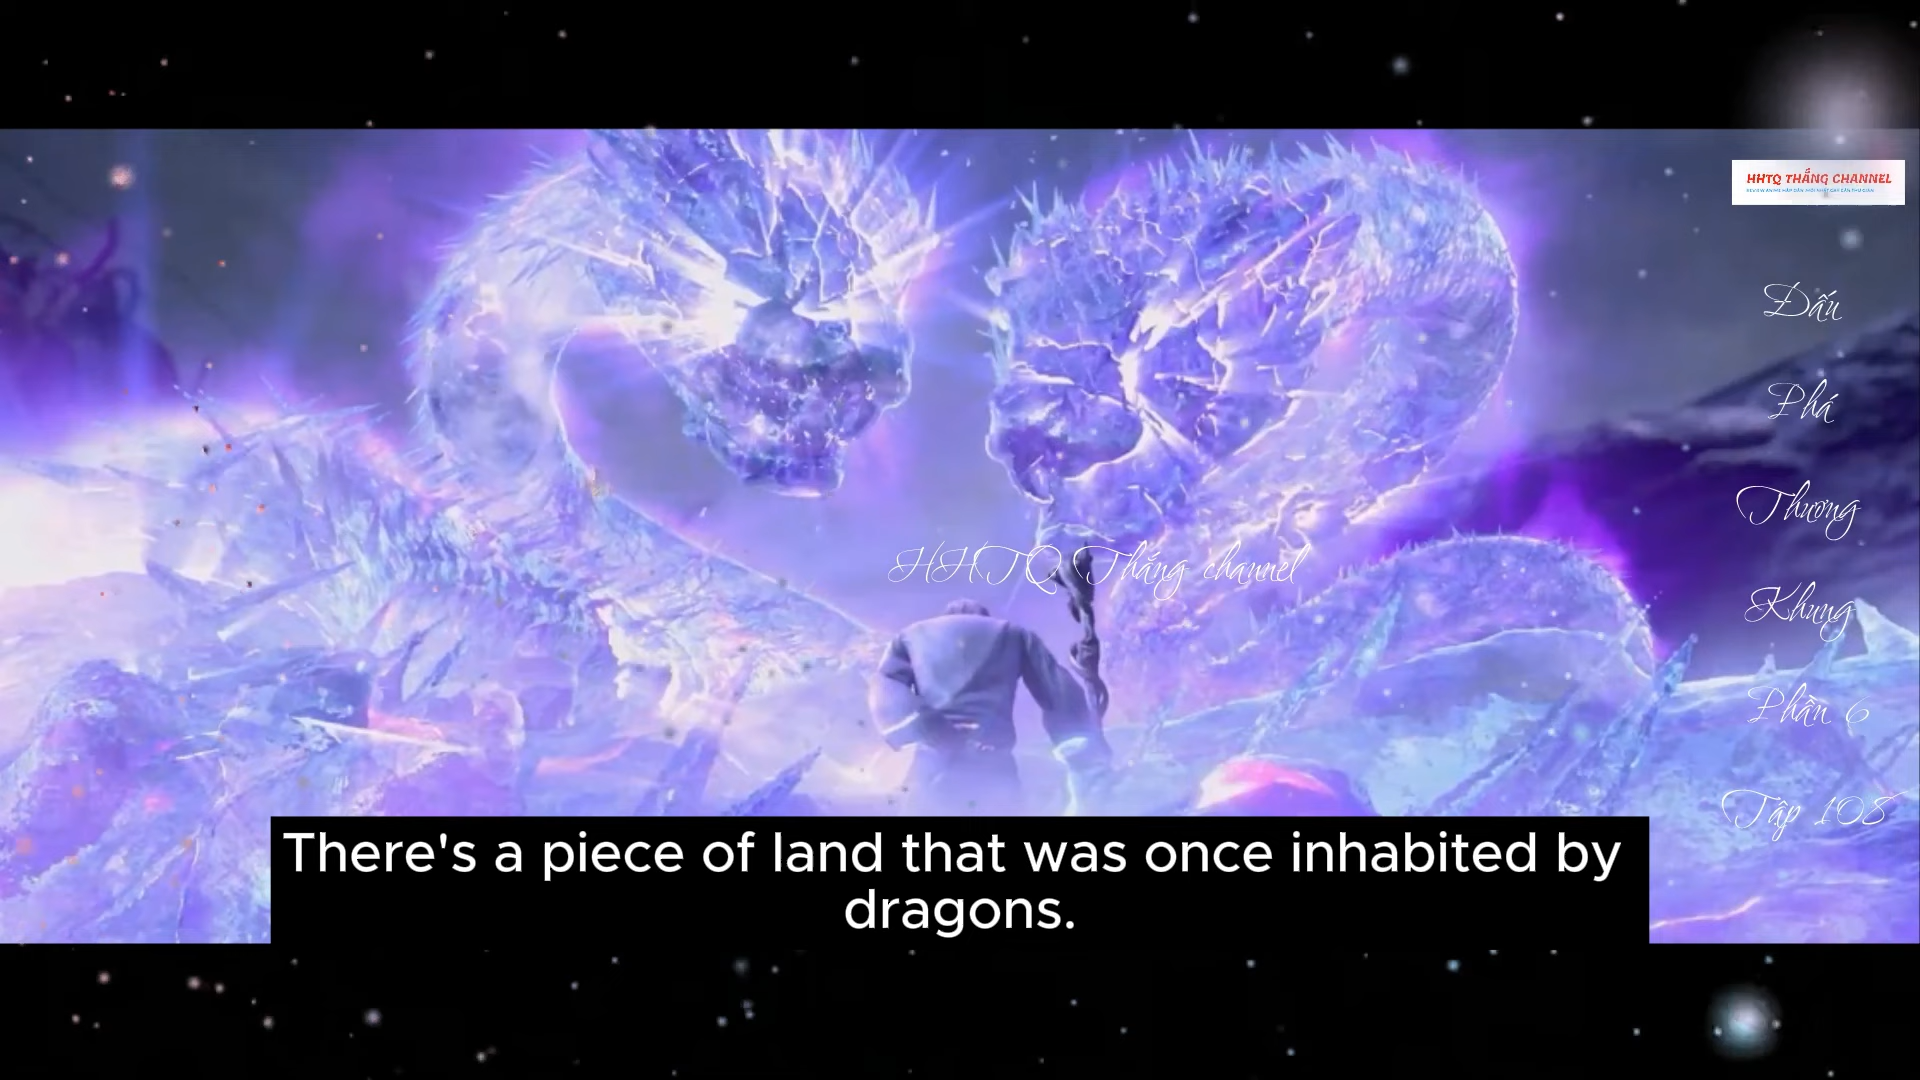 HHTQ THẮNG CHANNEL
Đấu
Phá
Thương
Khung
Phần 6
Tập 108
HHTQ Thắng channel
There's a piece of land that was once inhabited by
dragons.